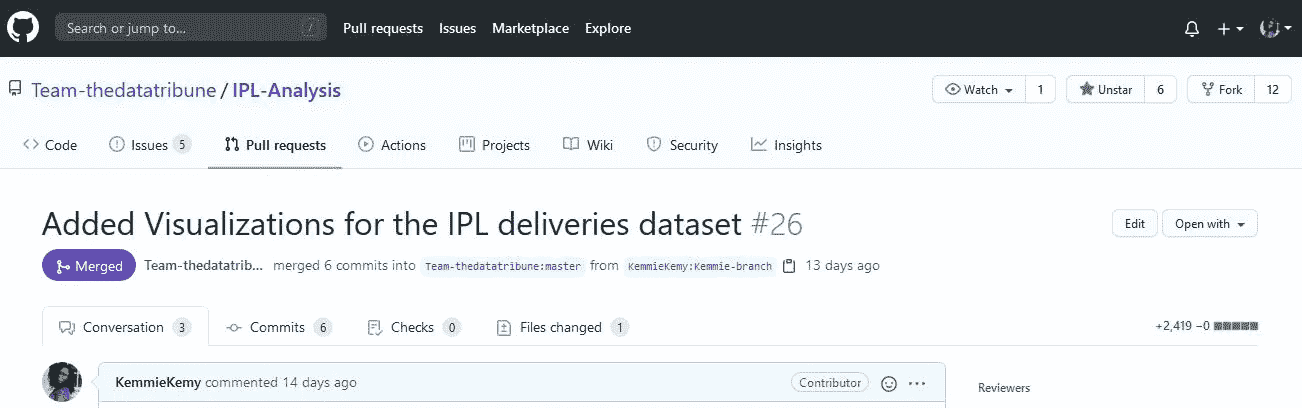 Search or jump to... / Pull requests Issues Marketplace Explore
Team-thedatatribune / IPL-Analysis Watch 1 Unstar 6 Fork 12
Code Issues 5 Pull requests Actions Projects Wiki Security Insights
Added Visualizations for the IPL deliveries dataset #26 Edit Open with
Merged Team-thedatatrib... merged 6 commits into Team-thedatatribune:master from KemmieKemy:Kemmie-branch 13 days ago
Conversation 3 Commits 6 Checks 0 Files changed 1 +2,419 −0
KemmieKemy commented 14 days ago Contributor ... Reviewers